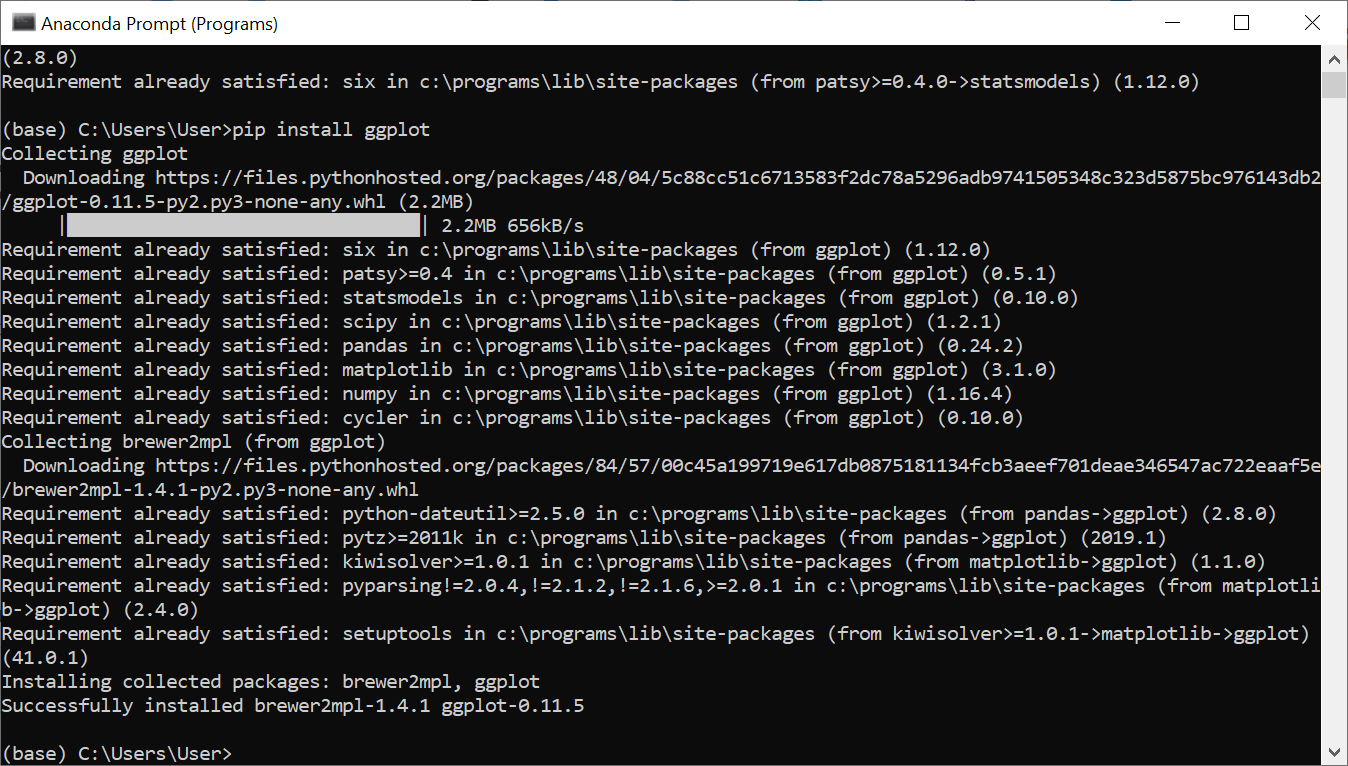 Anaconda Prompt (Programs)
(2.8.0)
Requirement already satisfied: six in c:\programs\lib\site-packages (from patsy>=0.4.0->statsmodels) (1.12.0)
(base) C:\Users\User>pip install ggplot
Collecting ggplot
  Downloading https://files.pythonhosted.org/packages/48/04/5c88cc51c6713583f2dc78a5296adb9741505348c323d5875bc976143db2
/ggplot-0.11.5-py2.py3-none-any.whl (2.2MB)
     |████████████████████████████████| 2.2MB 656kB/s
Requirement already satisfied: six in c:\programs\lib\site-packages (from ggplot) (1.12.0)
Requirement already satisfied: patsy>=0.4 in c:\programs\lib\site-packages (from ggplot) (0.5.1)
Requirement already satisfied: statsmodels in c:\programs\lib\site-packages (from ggplot) (0.10.0)
Requirement already satisfied: scipy in c:\programs\lib\site-packages (from ggplot) (1.2.1)
Requirement already satisfied: pandas in c:\programs\lib\site-packages (from ggplot) (0.24.2)
Requirement already satisfied: matplotlib in c:\programs\lib\site-packages (from ggplot) (3.1.0)
Requirement already satisfied: numpy in c:\programs\lib\site-packages (from ggplot) (1.16.4)
Requirement already satisfied: cycler in c:\programs\lib\site-packages (from ggplot) (0.10.0)
Collecting brewer2mpl (from ggplot)
  Downloading https://files.pythonhosted.org/packages/84/57/00c45a199719e617db0875181134fcb3aeef701deae346547ac722eaaf5e
/brewer2mpl-1.4.1-py2.py3-none-any.whl
Requirement already satisfied: python-dateutil>=2.5.0 in c:\programs\lib\site-packages (from pandas->ggplot) (2.8.0)
Requirement already satisfied: pytz>=2011k in c:\programs\lib\site-packages (from pandas->ggplot) (2019.1)
Requirement already satisfied: kiwisolver>=1.0.1 in c:\programs\lib\site-packages (from matplotlib->ggplot) (1.1.0)
Requirement already satisfied: pyparsing!=2.0.4,!=2.1.2,!=2.1.6,>=2.0.1 in c:\programs\lib\site-packages (from matplotli
b->ggplot) (2.4.0)
Requirement already satisfied: setuptools in c:\programs\lib\site-packages (from kiwisolver>=1.0.1->matplotlib->ggplot)
(41.0.1)
Installing collected packages: brewer2mpl, ggplot
Successfully installed brewer2mpl-1.4.1 ggplot-0.11.5
(base) C:\Users\User>